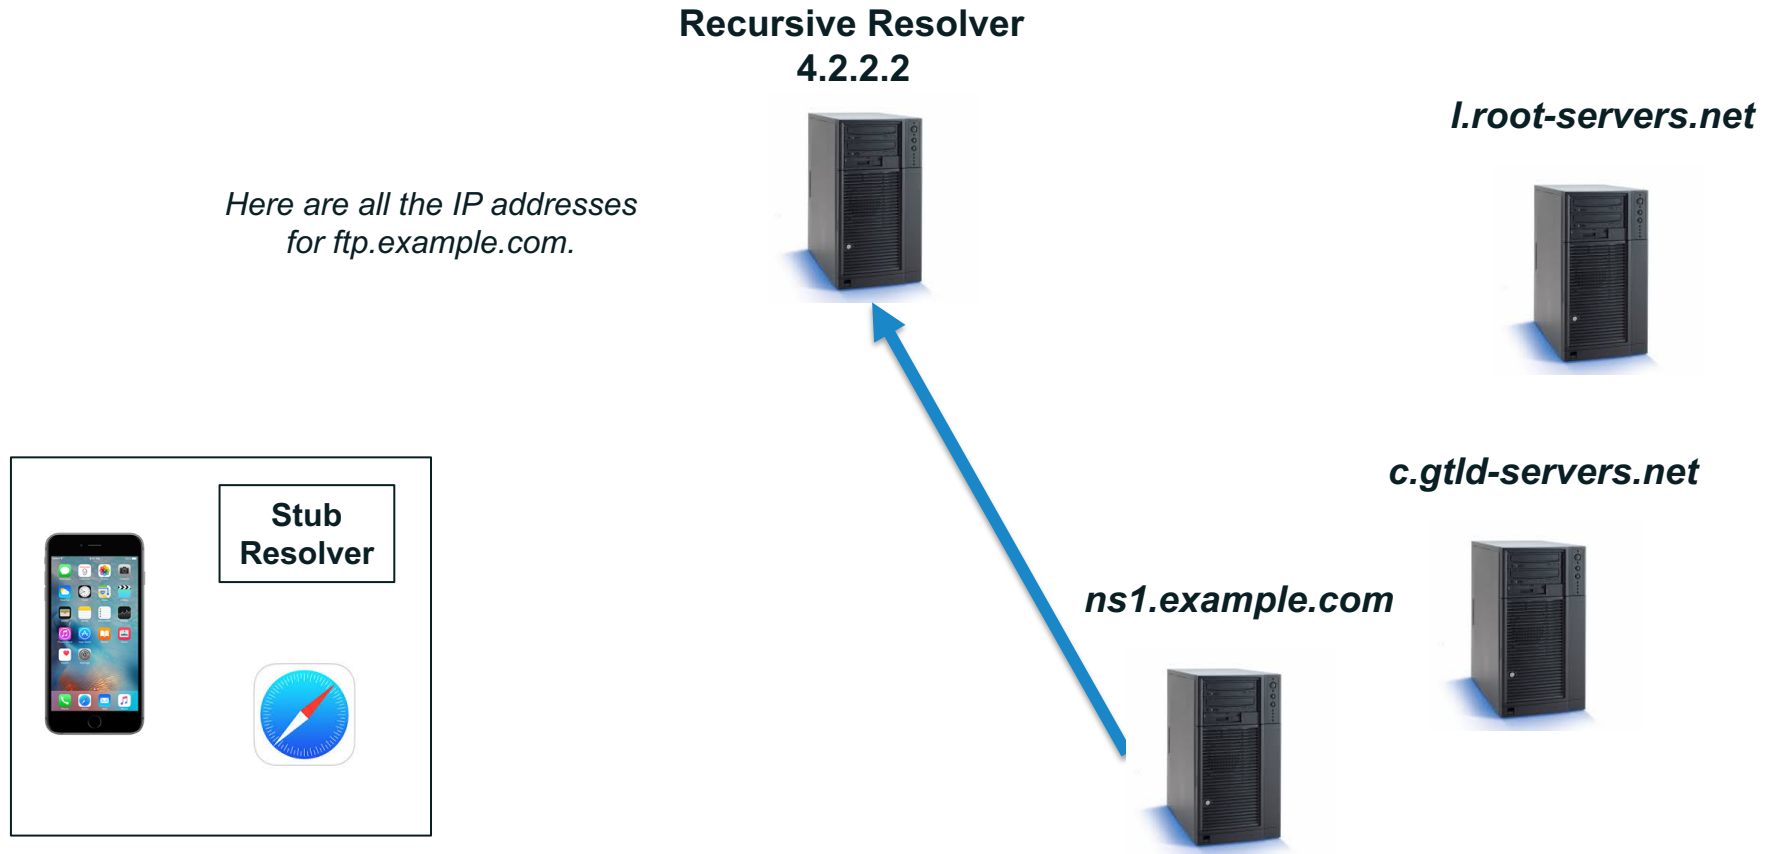 Recursive Resolver
4.2.2.2
l.root-servers.net
Here are all the IP addresses
for ftp.example.com.
c.gtld-servers.net
Stub
Resolver
ns1.example.com